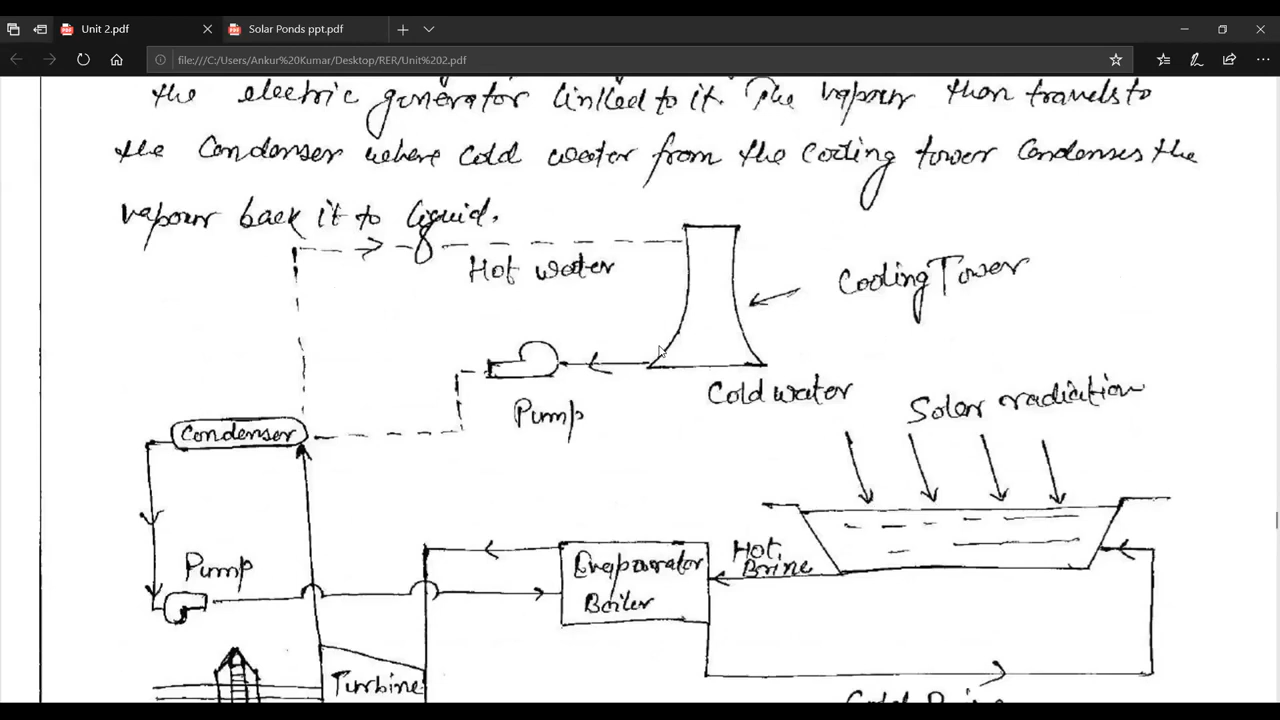 Unit 2.pdf
Solar Ponds ppt.pdf
file:///C:/Users/Ankur%20Kumar/Desktop/RER/Unit%202.pdf
the electric generator linked to it. The vapour then travels to
the Condenser where cold water from the cooling tower Condenses the
vapour back it to liquid.
Hot water
Cooling Tower
Pump
Cold water
Solar radiation
Condenser
Hot
Brine
Evaporator
Boiler
Pump
Turbine